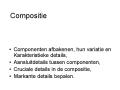 Compositie
• Componenten afbakenen, hun variatie en
Karakteristieke details,
• Aansluitdetails tussen componenten,
• Cruciale details in de compositie,
• Markante details bepalen.